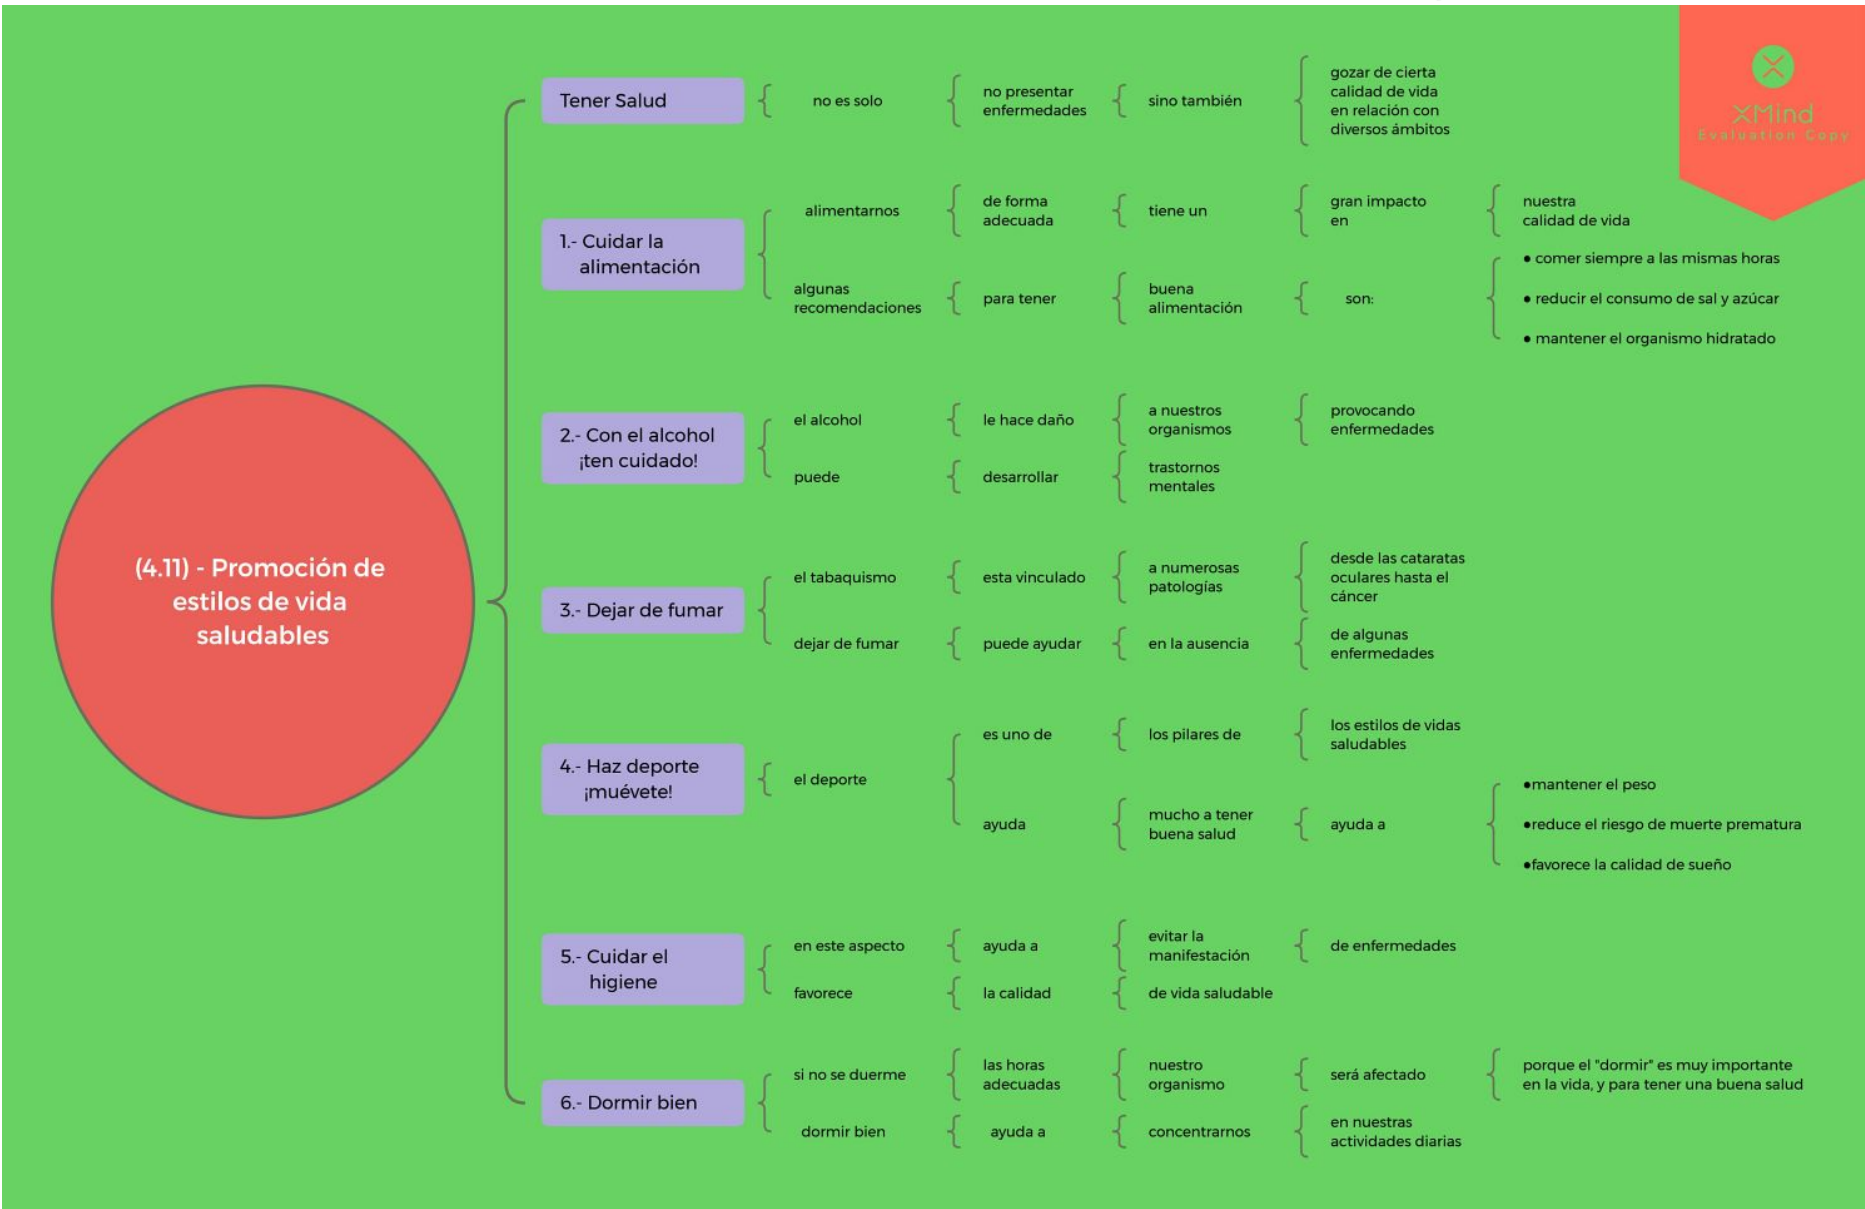 XMind
Evaluation Copy
(4.11) - Promoción de
estilos de vida
saludables
Tener Salud
no es solo
no presentar
enfermedades
sino también
gozar de cierta
calidad de vida
en relación con
diversos ámbitos
1.- Cuidar la
alimentación
alimentarnos
de forma
adecuada
tiene un
gran impacto
en
nuestra
calidad de vida
algunas
recomendaciones
para tener
buena
alimentación
son:
● comer siempre a las mismas horas
● reducir el consumo de sal y azúcar
● mantener el organismo hidratado
2.- Con el alcohol
¡ten cuidado!
el alcohol
le hace daño
a nuestros
organismos
provocando
enfermedades
puede
desarrollar
trastornos
mentales
3.- Dejar de fumar
el tabaquismo
esta vinculado
a numerosas
patologías
desde las cataratas
oculares hasta el
cáncer
dejar de fumar
puede ayudar
en la ausencia
de algunas
enfermedades
4.- Haz deporte
¡muévete!
el deporte
es uno de
los pilares de
los estilos de vidas
saludables
ayuda
mucho a tener
buena salud
ayuda a
●mantener el peso
●reduce el riesgo de muerte prematura
●favorece la calidad de sueño
5.- Cuidar el
higiene
en este aspecto
ayuda a
evitar la
manifestación
de enfermedades
favorece
la calidad
de vida saludable
6.- Dormir bien
si no se duerme
las horas
adecuadas
nuestro
organismo
será afectado
porque el "dormir" es muy importante
en la vida, y para tener una buena salud
dormir bien
ayuda a
concentrarnos
en nuestras
actividades diarias